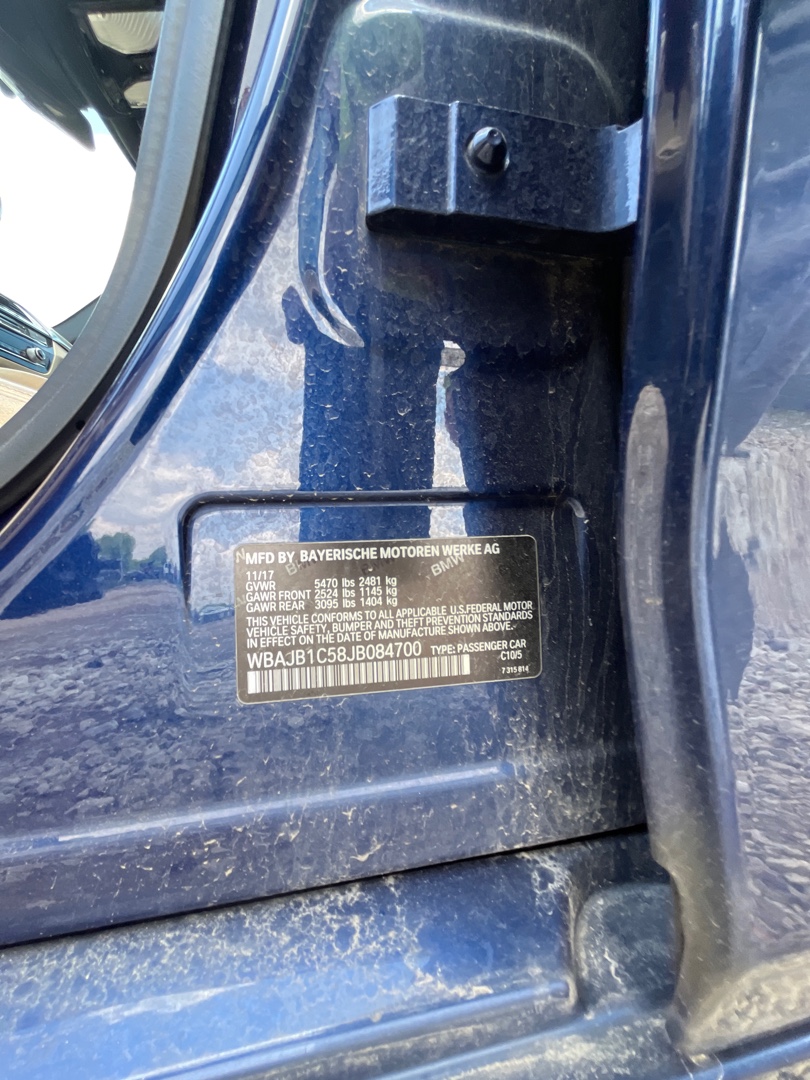 MFD BY BAYERISCHE MOTOREN WERKE AG
11/17
GVWR 5470 lbs 2481 kg
GAWR FRONT 2524 lbs 1145 kg
GAWR REAR 3095 lbs 1404 kg
THIS VEHICLE CONFORMS TO ALL APPLICABLE U.S.FEDERAL MOTOR
VEHICLE SAFETY, BUMPER AND THEFT PREVENTION STANDARDS
IN EFFECT ON THE DATE OF MANUFACTURE SHOWN ABOVE.
WBAJB1C58JB084700 TYPE: PASSENGER CAR
C10/5
7 315 814
BMW
BMW